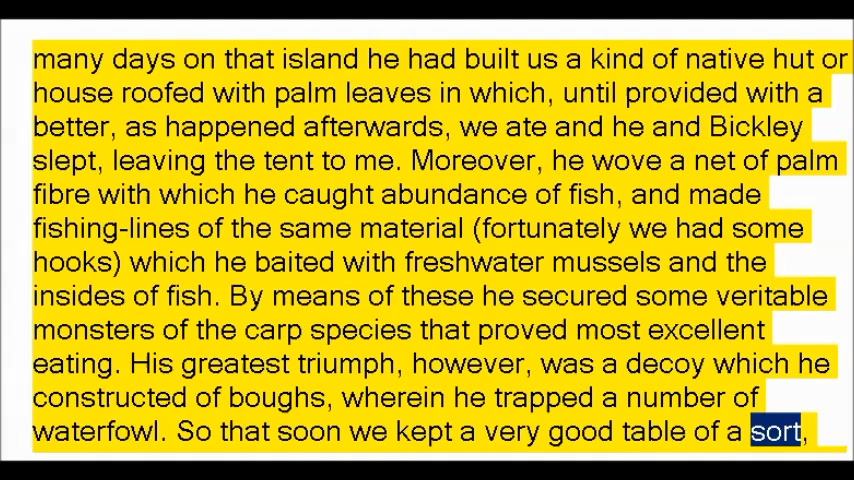 many days on that island he had built us a kind of native hut or
house roofed with palm leaves in which, until provided with a
better, as happened afterwards, we ate and he and Bickley
slept, leaving the tent to me. Moreover, he wove a net of palm
fibre with which he caught abundance of fish, and made
fishing-lines of the same material (fortunately we had some
hooks) which he baited with freshwater mussels and the
insides of fish. By means of these he secured some veritable
monsters of the carp species that proved most excellent
eating. His greatest triumph, however, was a decoy which he
constructed of boughs, wherein he trapped a number of
waterfowl. So that soon we kept a very good table of a sort,